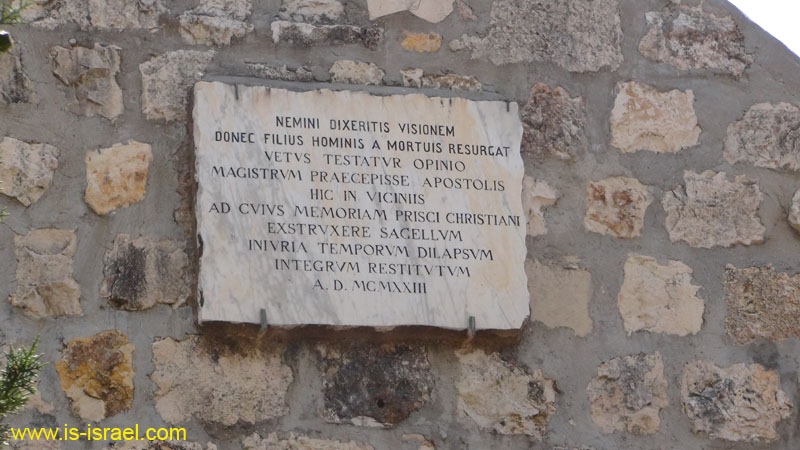 NEMINI DIXERITIS VISIONEM
DONEC FILIUS HOMINIS A MORTUIS RESURGAT
VETVS TESTATVR OPINIO
MAGISTRVM PRAECEPISSE APOSTOLIS
HIC IN VICINIIS
AD CVIVS MEMORIAM PRISCI CHRISTIANI
EXSTRVXERE SACELLVM
INIVRIA TEMPORVM DILAPSVM
INTEGRVM RESTITVTVM
A. D. MCMXXIII
www.is-israel.com